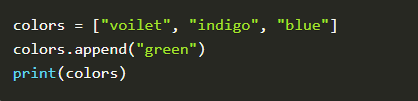 colors = ["voilet", "indigo", "blue"]
colors.append("green")
print(colors)